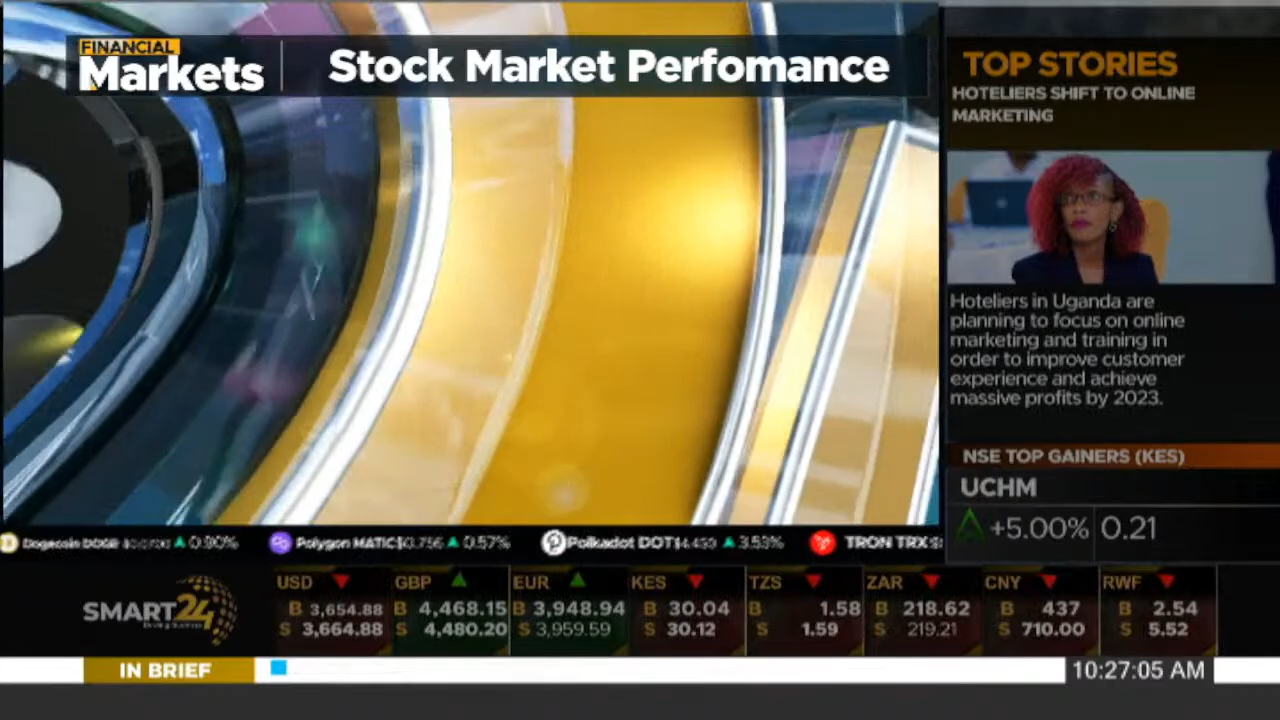 FINANCIAL
Markets
Stock Market Perfomance
TOP STORIES
HOTELIERS SHIFT TO ONLINE
MARKETING
Hoteliers in Uganda are
planning to focus on online
marketing and training in
order to improve customer
experience and achieve
massive profits by 2023.
NSE TOP GAINERS (KES)
UCHM
+5.00% 0.21
Dogecoin DOGE 0.90% Polygon MATIC $0.756 0.57% Polkadot DOT 3.53% TRON TRX
SMART24
USD GBP EUR KES TZS ZAR CNY RWF
B 3,654.88 B 4,468.15 B 3,948.94 B 30.04 B 1.58 B 218.62 B 437 B 2.54
S 3,664.88 S 4,480.20 S 3,959.59 S 30.12 S 1.59 S 219.21 S 710.00 S 5.52
IN BRIEF
10:27:05 AM